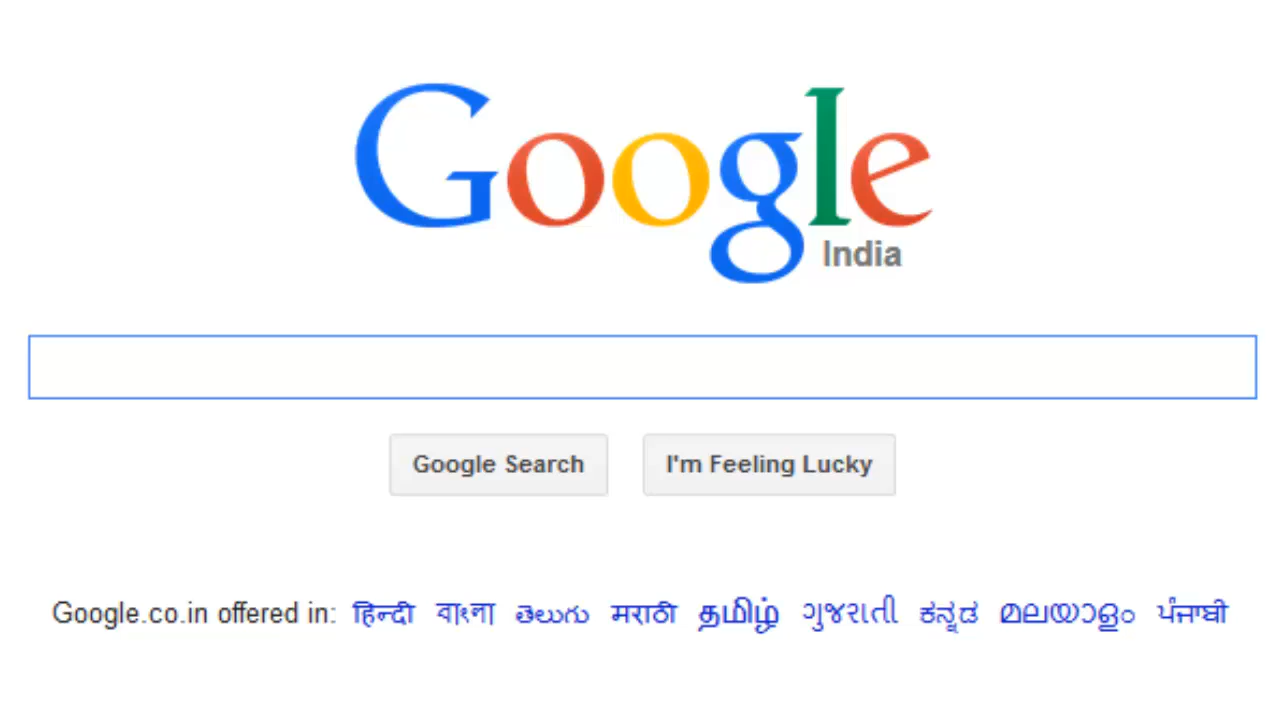 Google
India
Google Search I'm Feeling Lucky
Google.co.in offered in: हिन्दी বাংলা తెలుగు मराठी தமிழ் ગુજરાતી ಕನ್ನಡ മലയാളം ਪੰਜਾਬੀ